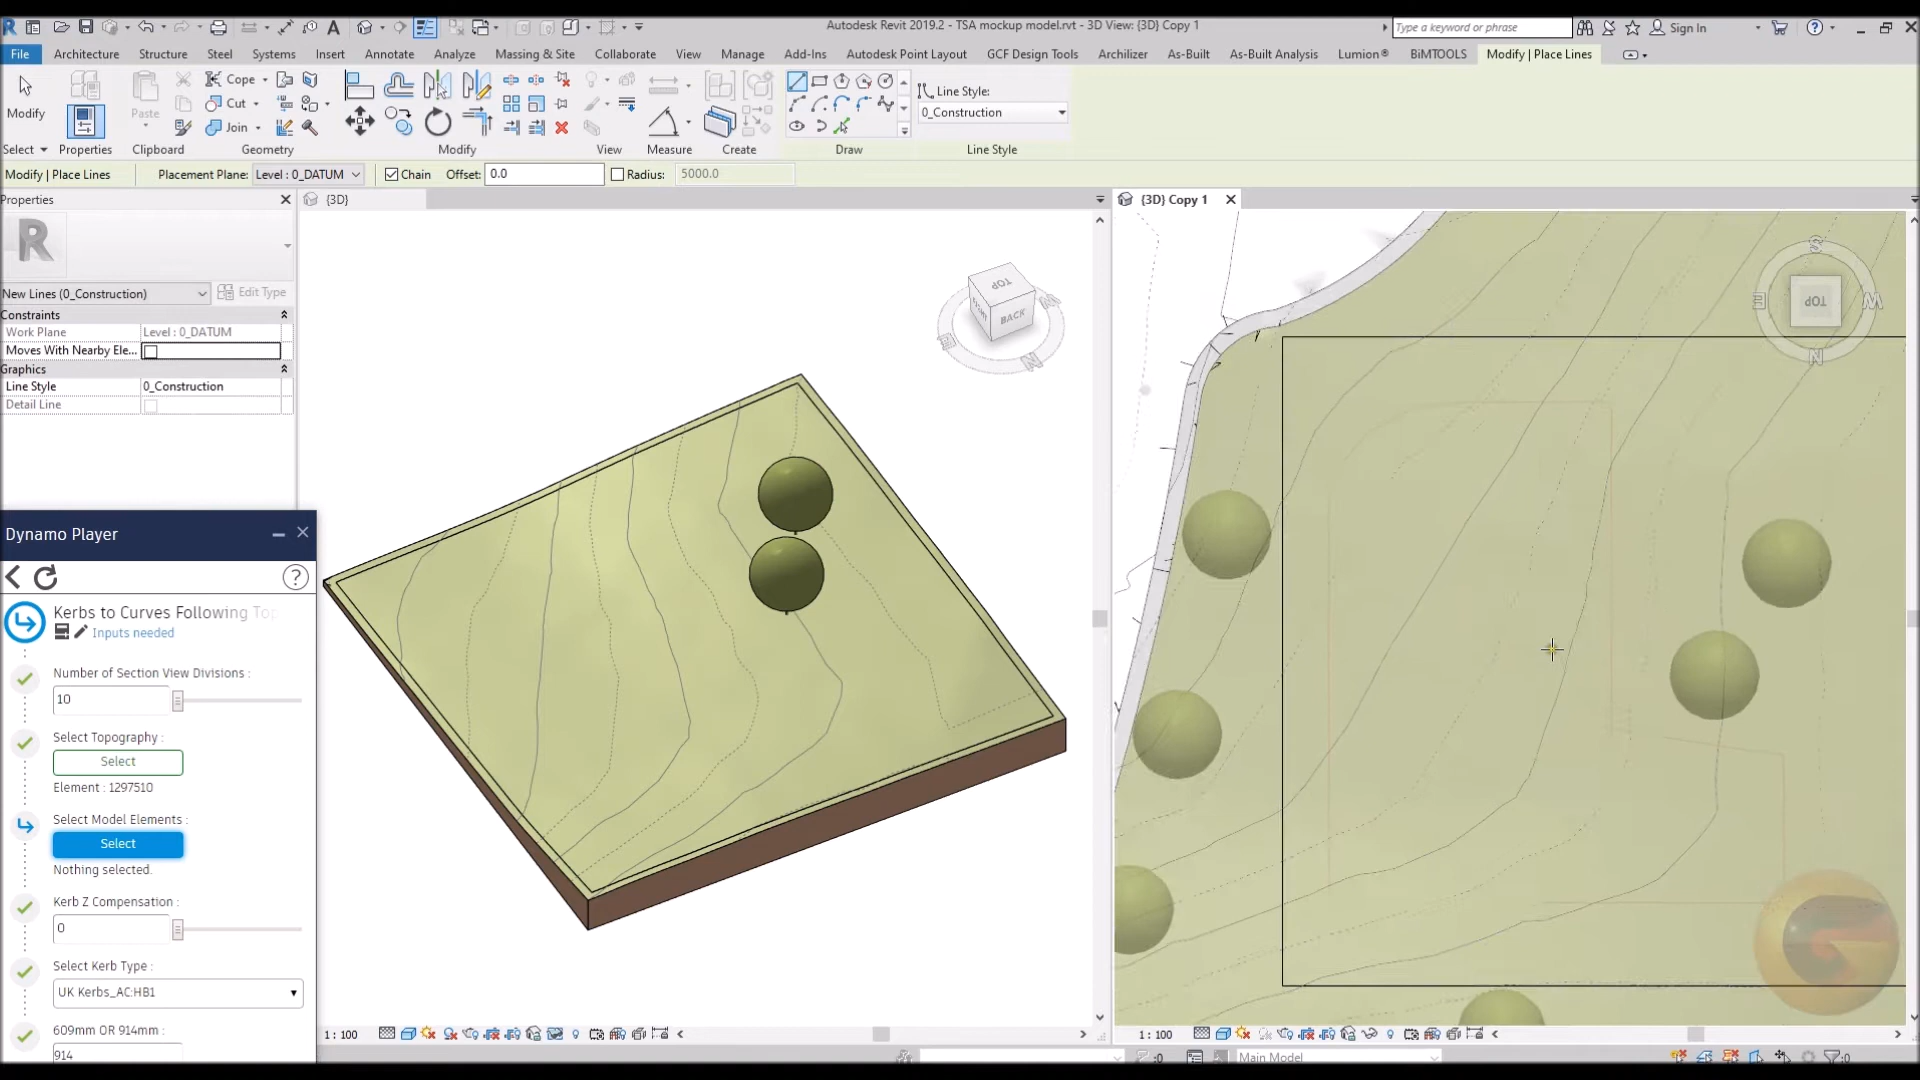 Autodesk Revit 2019.2 - TSA mockup model.rvt - 3D View: {3D} Copy 1
Type a keyword or phrase
Sign In
File Architecture Structure Steel Systems Insert Annotate Analyze Massing & Site Collaborate View Manage Add-Ins Autodesk Point Layout GCF Design Tools Archilizer As-Built As-Built Analysis Lumion® BiMTOOLS Modify | Place Lines
Modify
Paste
Cope
Cut
Join
Line Style:
0_Construction
Select Properties Clipboard Geometry Modify View Measure Create Draw Line Style
Modify | Place Lines Placement Plane: Level : 0_DATUM Chain Offset: 0.0 Radius: 5000.0
Properties
{3D}
{3D} Copy 1
R
New Lines (0_Construction) Edit Type
Constraints
Work Plane Level : 0_DATUM
Moves With Nearby Ele...
Graphics
Line Style 0_Construction
Detail Line
TOP
BACK
N
E
S
E
TOP
W
N
Dynamo Player
?
Kerbs to Curves Following To
Inputs needed
Number of Section View Divisions :
10
Select Topography :
Select
Element : 1297510
Select Model Elements :
Select
Nothing selected.
Kerb Z Compensation :
0
Select Kerb Type :
UK Kerbs_AC:HB1
609mm OR 914mm :
914
1 : 100
1 : 100
:0
Main Model
:0